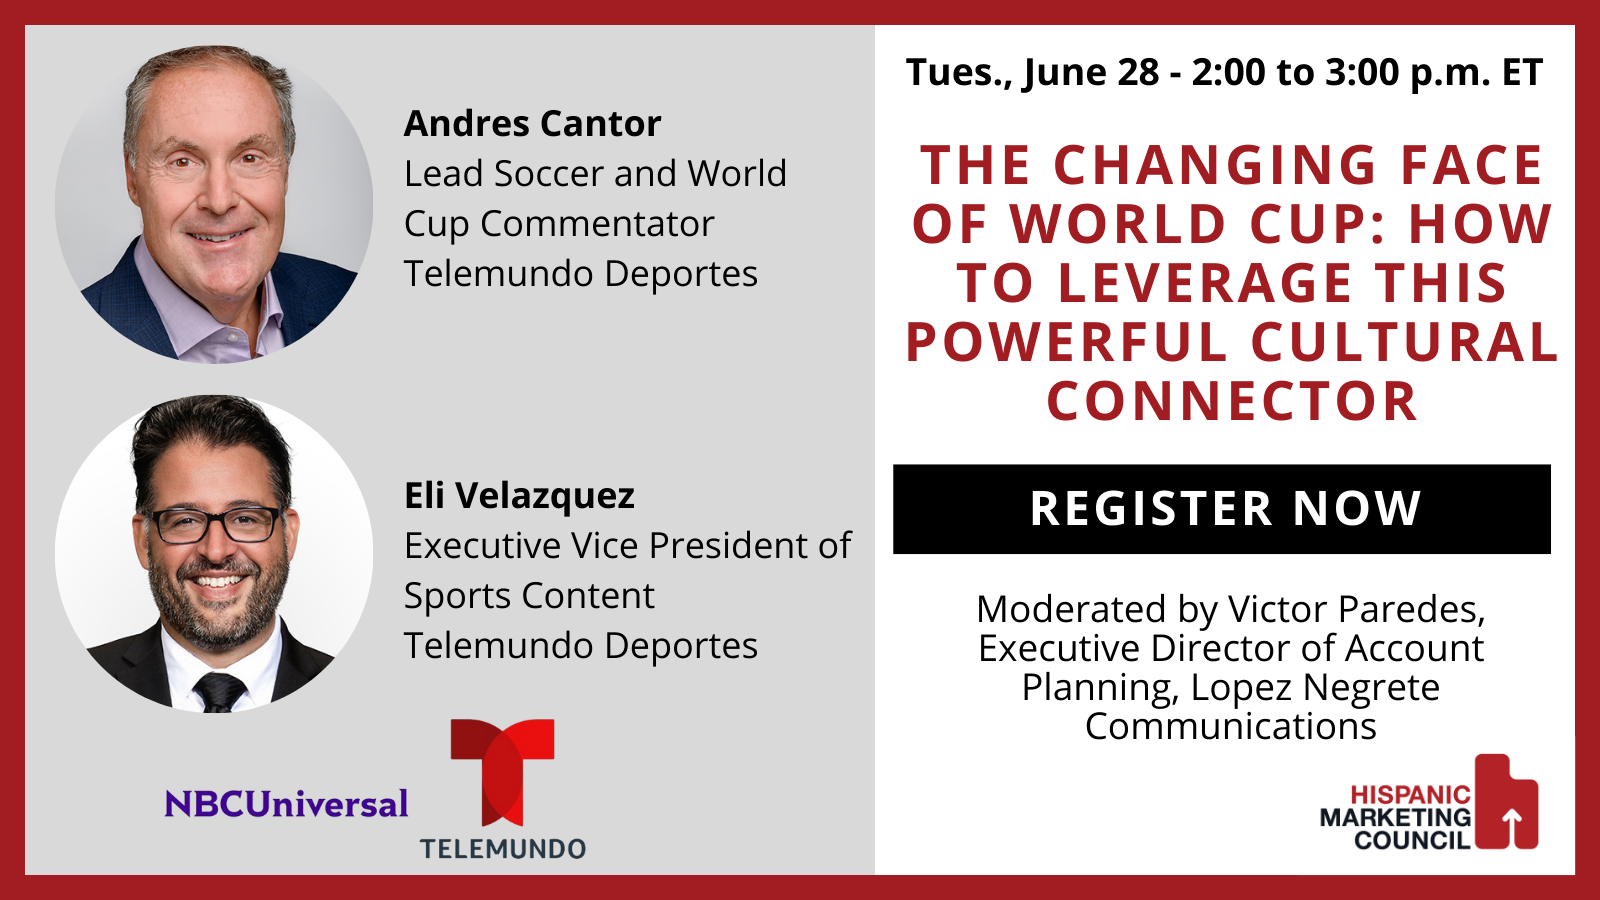 Andres Cantor
Lead Soccer and World
Cup Commentator
Telemundo Deportes
Eli Velazquez
Executive Vice President of
Sports Content
Telemundo Deportes
NBCUniversal
TELEMUNDO
Tues., June 28 - 2:00 to 3:00 p.m. ET
THE CHANGING FACE
OF WORLD CUP: HOW
TO LEVERAGE THIS
POWERFUL CULTURAL
CONNECTOR
REGISTER NOW
Moderated by Victor Paredes,
Executive Director of Account
Planning, Lopez Negrete
Communications
HISPANIC
MARKETING
COUNCIL